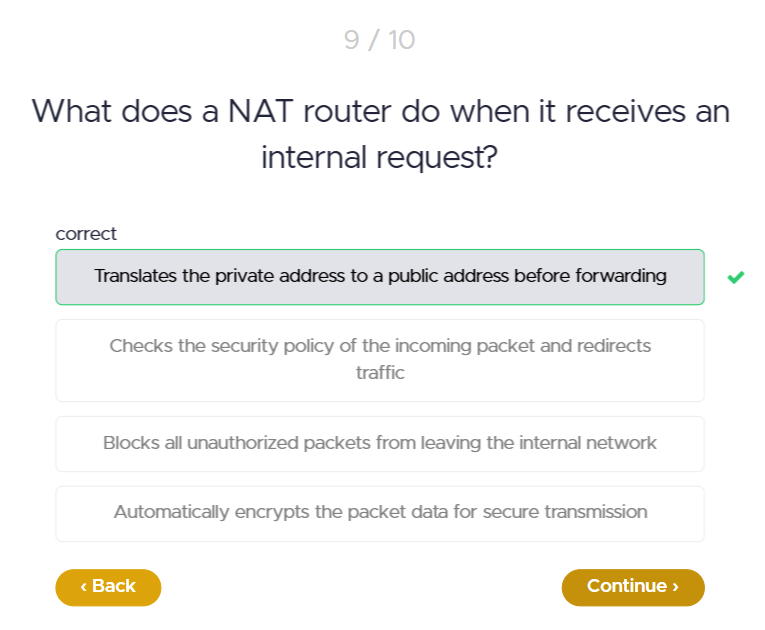 9 / 10
What does a NAT router do when it receives an
internal request?
correct
Translates the private address to a public address before forwarding
Checks the security policy of the incoming packet and redirects
traffic
Blocks all unauthorized packets from leaving the internal network
Automatically encrypts the packet data for secure transmission
‹ Back
Continue ›